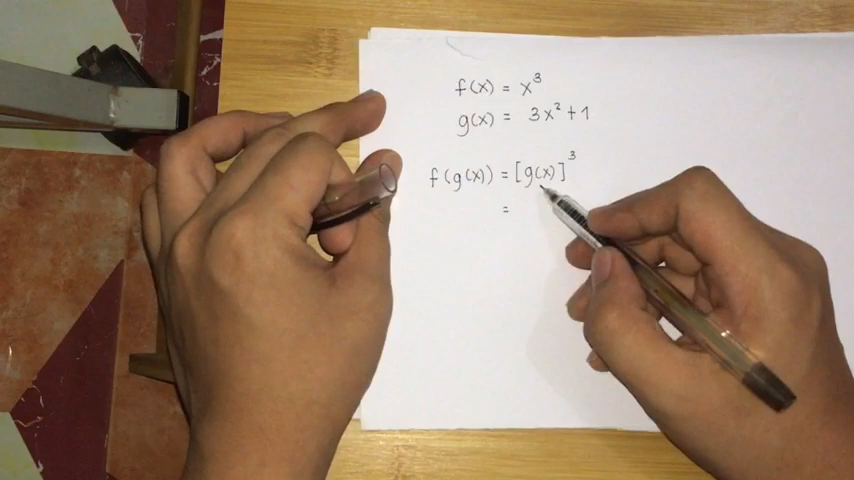 f(x) = x³
g(x) = 3x² + 1
f(g(x)) = [g(x)]³
=